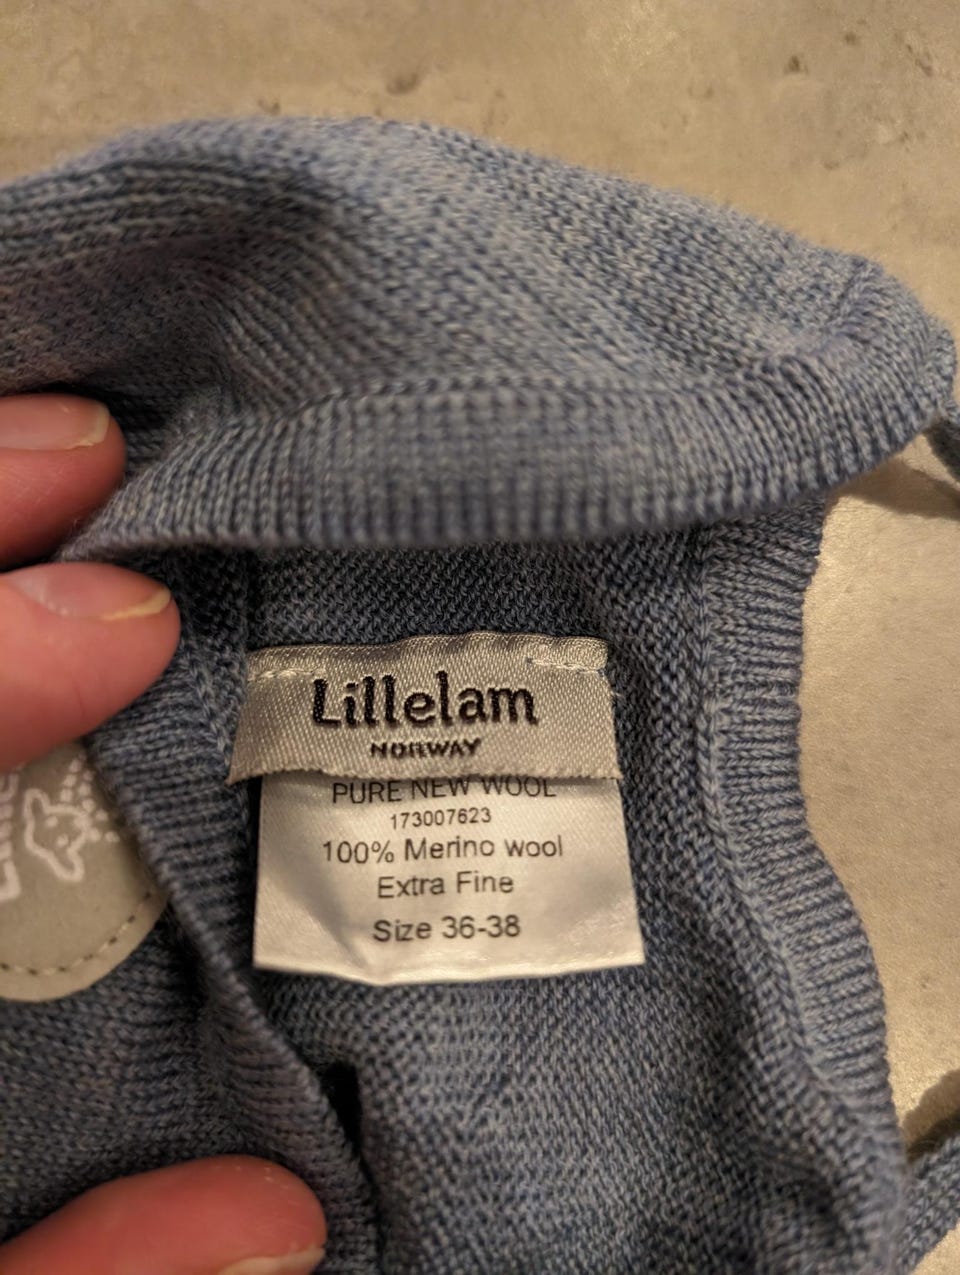 Lillelam
NORWAY
PURE NEW WOOL
173007623
100% Merino wool
Extra Fine
Size 36-38